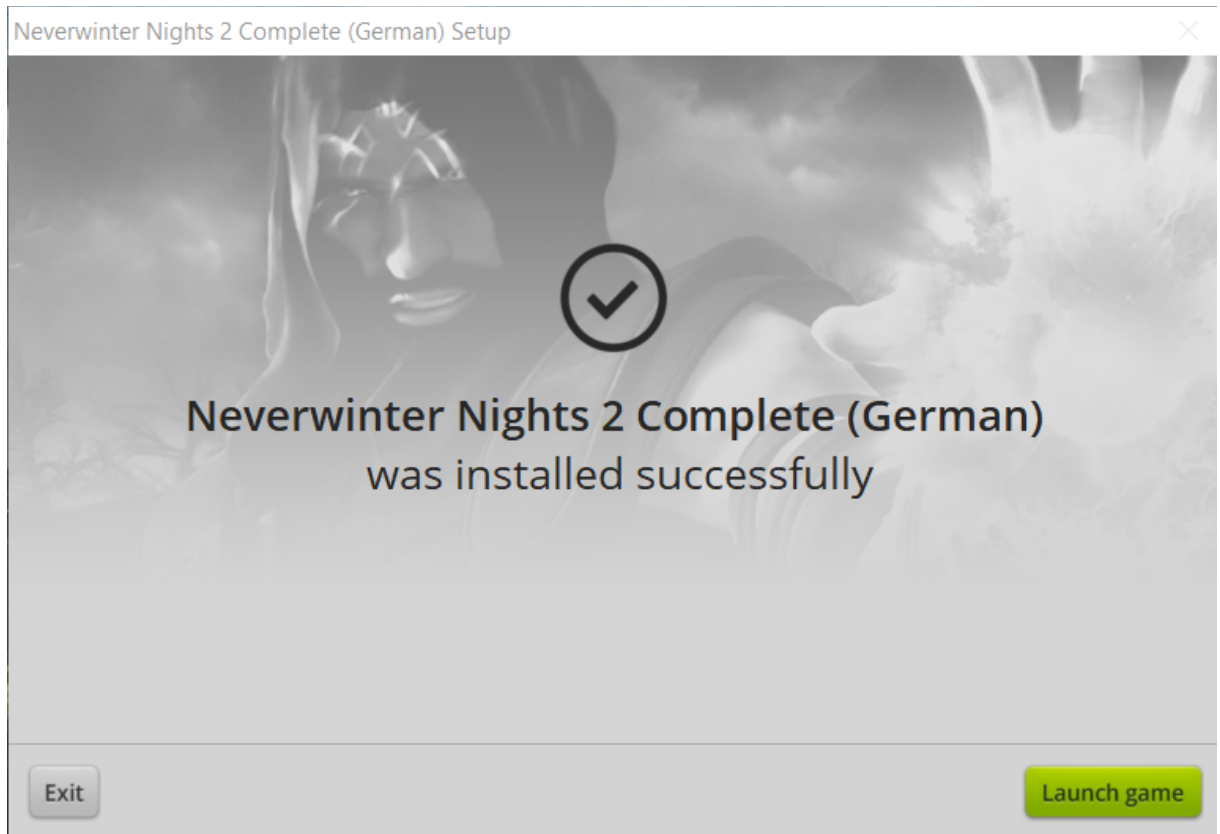 Neverwinter Nights 2 Complete (German) Setup
Neverwinter Nights 2 Complete (German)
was installed successfully
Exit
Launch game